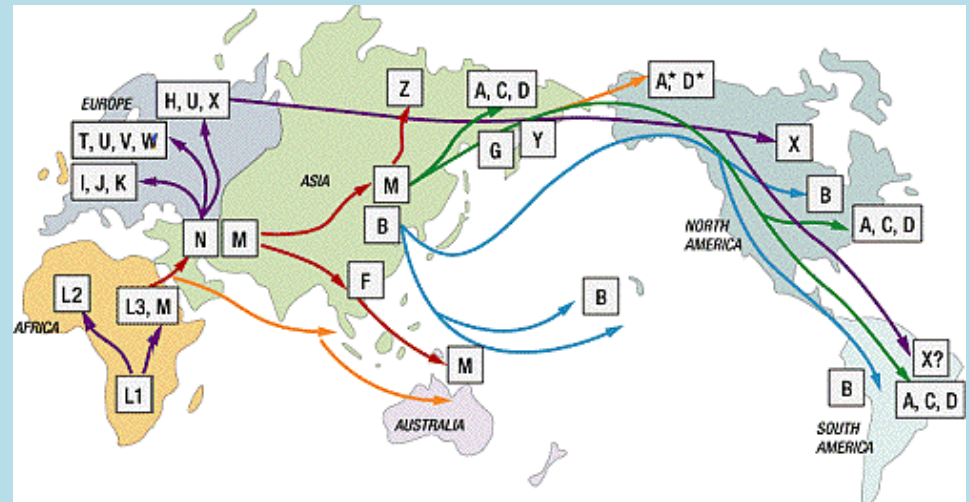 Z
A, C, D
A,* D*
EUROPE
H, U, X
T, U, V, W
G
Y
X
I, J, K
ASIA
M
B
B
NORTH
AMERICA
A, C, D
N
M
F
B
L2
L3, M
AFRICA
M
X?
L1
B
A, C, D
AUSTRALIA
SOUTH
AMERICA